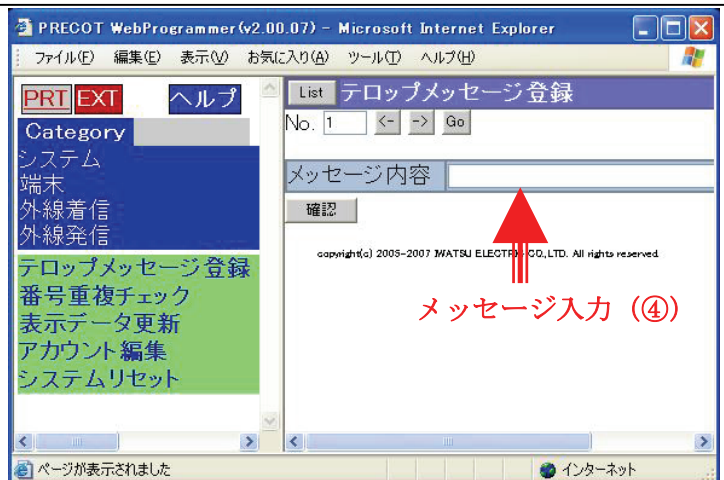 PRECOT WebProgrammer(v2.00.07) - Microsoft Internet Explorer
ファイル(F) 編集(E) 表示(V) お気に入り(A) ツール(T) ヘルプ(H)
PRT EXT ヘルプ
Category
システム
端末
外線着信
外線発信
テロップメッセージ登録
番号重複チェック
表示データ更新
アカウント編集
システムリセット
List テロップメッセージ登録
No. 1 <- -> Go
メッセージ内容
確認
copyright(c) 2005-2007 IWATSU ELECTRIC CO.,LTD. All rights reserved.
メッセージ入力（④）
ページが表示されました
インターネット